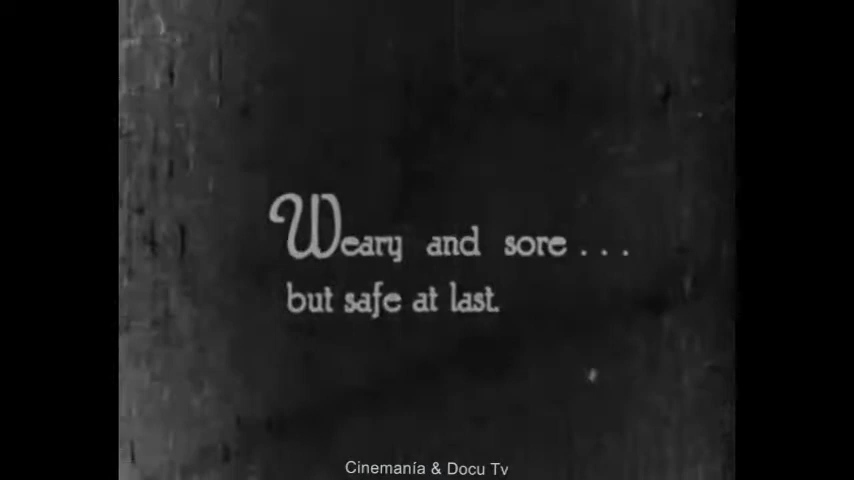 Weary and sore...
but safe at last.
Cinemanía & Docu Tv